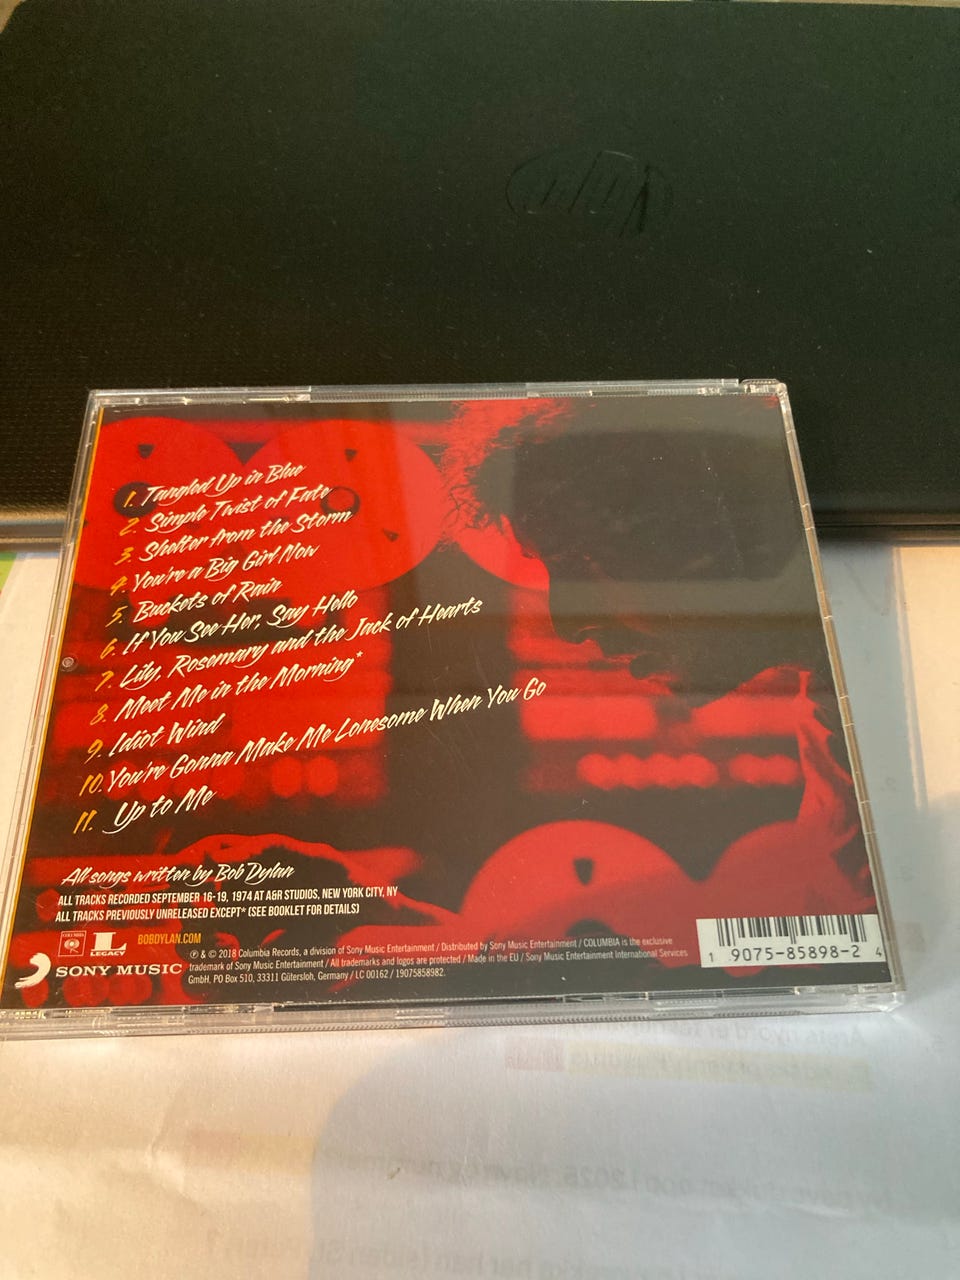 hp
1. Tangled Up in Blue
2. Simple Twist of Fate
3. Shelter from the Storm
4. You're a Big Girl Now
5. Buckets of Rain
6. If You See Her, Say Hello
7. Lily, Rosemary and the Jack of Hearts
8. Meet Me in the Morning*
9. Idiot Wind
10. You're Gonna Make Me Lonesome When You Go
11. Up to Me
All songs written by Bob Dylan
ALL TRACKS RECORDED SEPTEMBER 16-19, 1974 AT A&R STUDIOS, NEW YORK CITY, NY
ALL TRACKS PREVIOUSLY UNRELEASED EXCEPT* (SEE BOOKLET FOR DETAILS)
COLUMBIA
L
LEGACY
BOBDYLAN.COM
SONY MUSIC
℗ & © 2018 Columbia Records, a division of Sony Music Entertainment / Distributed by Sony Music Entertainment / COLUMBIA is the exclusive
trademark of Sony Music Entertainment / All trademarks and logos are protected / Made in the EU / Sony Music Entertainment International Services
GmbH, PO Box 510, 33311 Gütersloh, Germany / LC 00162 / 19075858982.
1 9075-85898-2 4